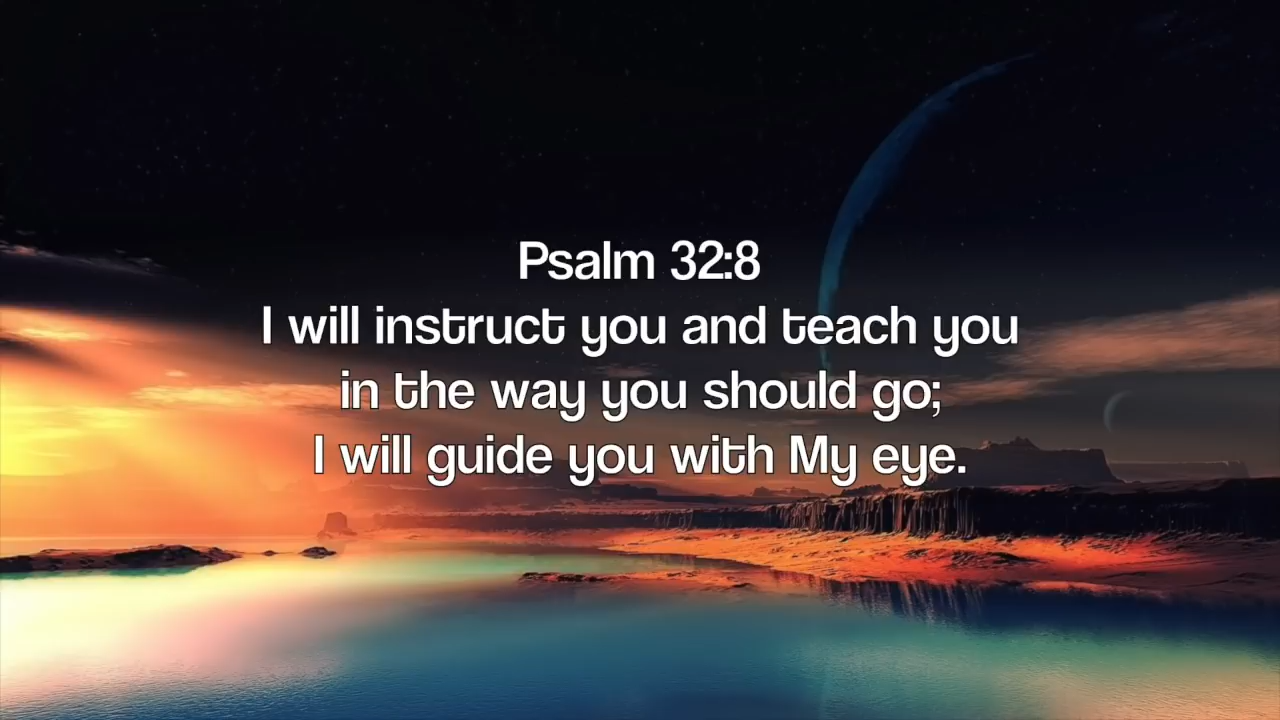 Psalm 32:8
I will instruct you and teach you
in the way you should go;
I will guide you with My eye.